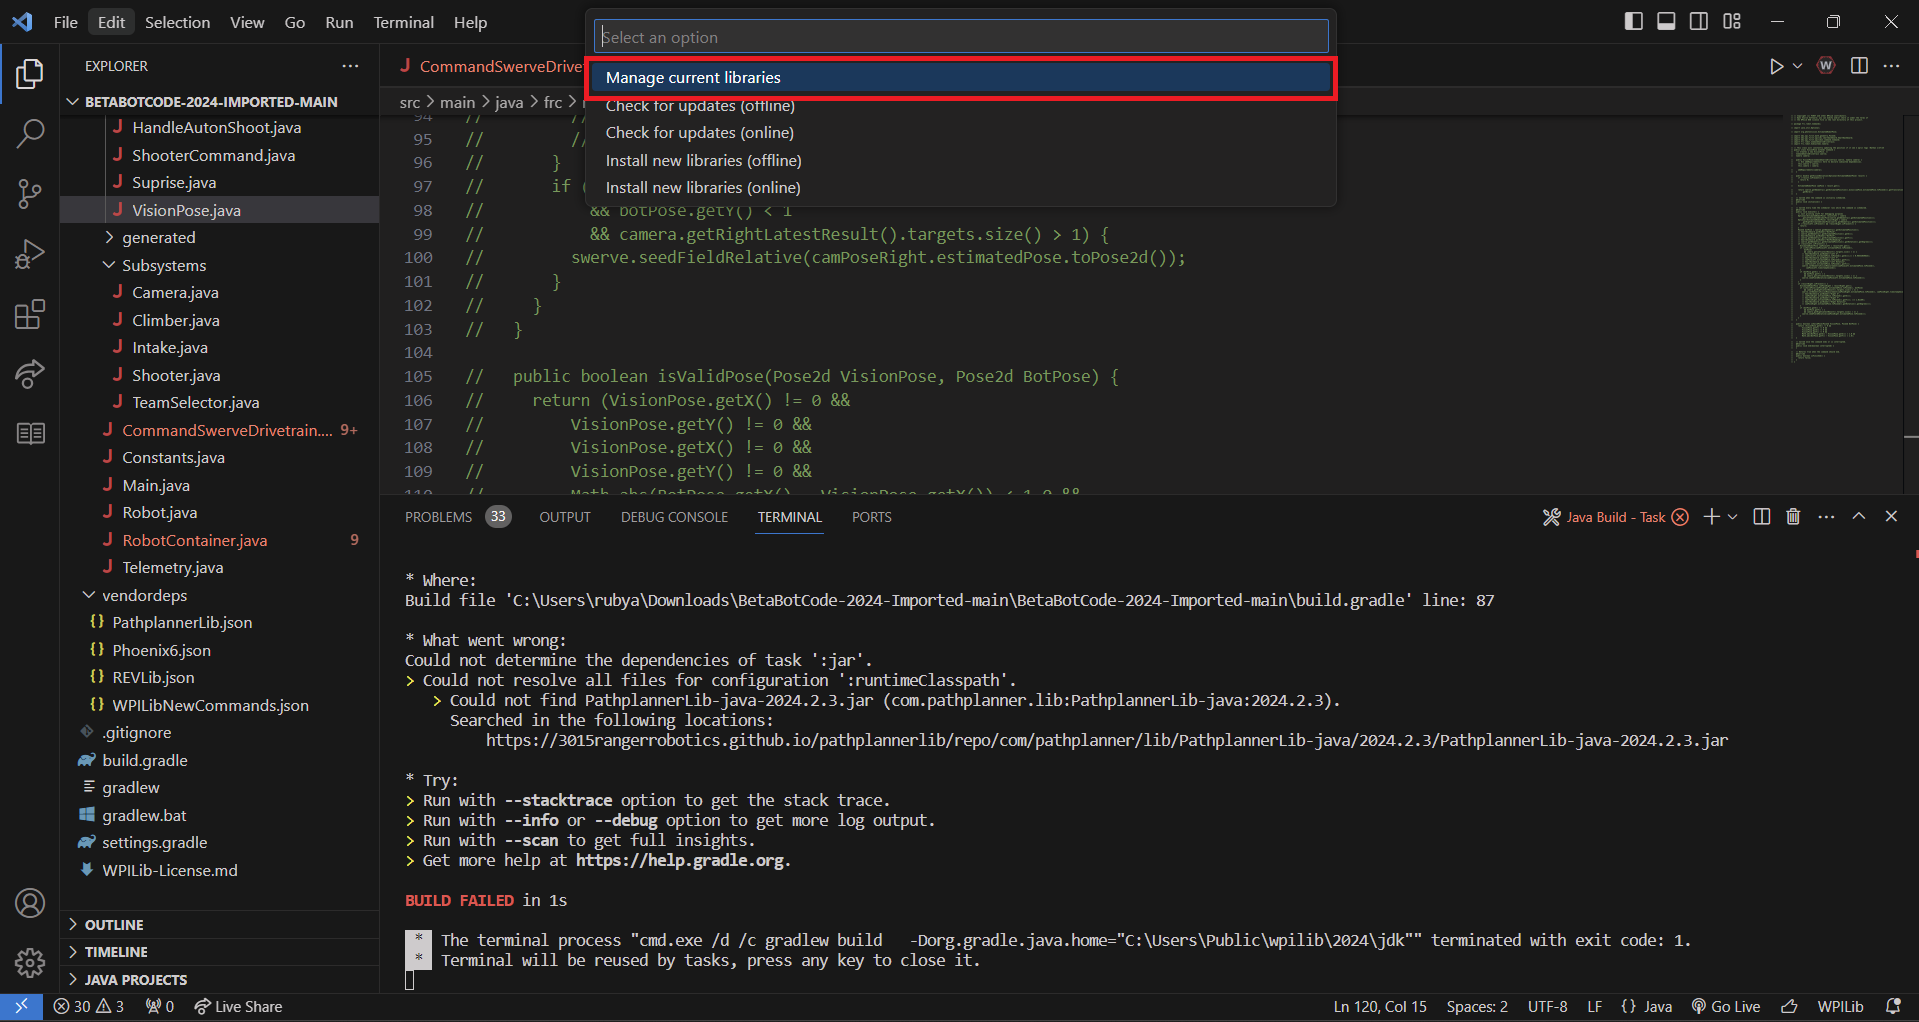 File Edit Selection View Go Run Terminal Help
Select an option
Manage current libraries
Check for updates (offline)
Check for updates (online)
Install new libraries (offline)
Install new libraries (online)
EXPLORER
BETABOTCODE-2024-IMPORTED-MAIN
HandleAutonShoot.java
ShooterCommand.java
Suprise.java
VisionPose.java
generated
Subsystems
Camera.java
Climber.java
Intake.java
Shooter.java
TeamSelector.java
CommandSwerveDrivetrain.... 9+
Constants.java
Main.java
Robot.java
RobotContainer.java 9
Telemetry.java
vendordeps
{} PathplannerLib.json
{} Phoenix6.json
{} REVLib.json
{} WPILibNewCommands.json
.gitignore
build.gradle
gradlew
gradlew.bat
settings.gradle
WPILib-License.md
OUTLINE
TIMELINE
JAVA PROJECTS
J CommandSwerveDrive
src > main > java > frc >
94 // //
95 // //
96 // }
97 // if (
98 // && botPose.getY() < 1
99 // && camera.getRightLatestResult().targets.size() > 1) {
100 // swerve.seedFieldRelative(camPoseRight.estimatedPose.toPose2d());
101 // }
102 // }
103 // }
104
105 // public boolean isValidPose(Pose2d VisionPose, Pose2d BotPose) {
106 // return (VisionPose.getX() != 0 &&
107 // VisionPose.getY() != 0 &&
108 // VisionPose.getX() != 0 &&
109 // VisionPose.getY() != 0 &&
110 // Math.abs(BotPose.getX() - VisionPose.getX()) < 1.0 &&
PROBLEMS 33 OUTPUT DEBUG CONSOLE TERMINAL PORTS
Java Build - Task
* Where:
Build file 'C:\Users\rubya\Downloads\BetaBotCode-2024-Imported-main\BetaBotCode-2024-Imported-main\build.gradle' line: 87
* What went wrong:
Could not determine the dependencies of task ':jar'.
> Could not resolve all files for configuration ':runtimeClasspath'.
> Could not find PathplannerLib-java-2024.2.3.jar (com.pathplanner.lib:PathplannerLib-java:2024.2.3).
Searched in the following locations:
https://3015rangerrobotics.github.io/pathplannerlib/repo/com/pathplanner/lib/PathplannerLib-java/2024.2.3/PathplannerLib-java-2024.2.3.jar
* Try:
> Run with --stacktrace option to get the stack trace.
> Run with --info or --debug option to get more log output.
> Run with --scan to get full insights.
> Get more help at https://help.gradle.org.
BUILD FAILED in 1s
* The terminal process "cmd.exe /d /c gradlew build -Dorg.gradle.java.home="C:\Users\Public\wpilib\2024\jdk"" terminated with exit code: 1.
* Terminal will be reused by tasks, press any key to close it.
30 3 0 Live Share
Ln 120, Col 15 Spaces: 2 UTF-8 LF {} Java Go Live WPILib